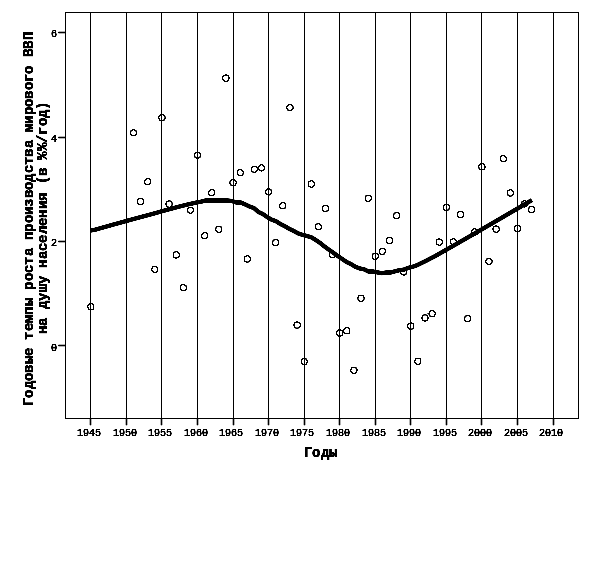 Годовые темпы роста производства мирового ВВП
на душу населения (в %%/год)
6
4
2
0
1945 1950 1955 1960 1965 1970 1975 1980 1985 1990 1995 2000 2005 2010
Годы